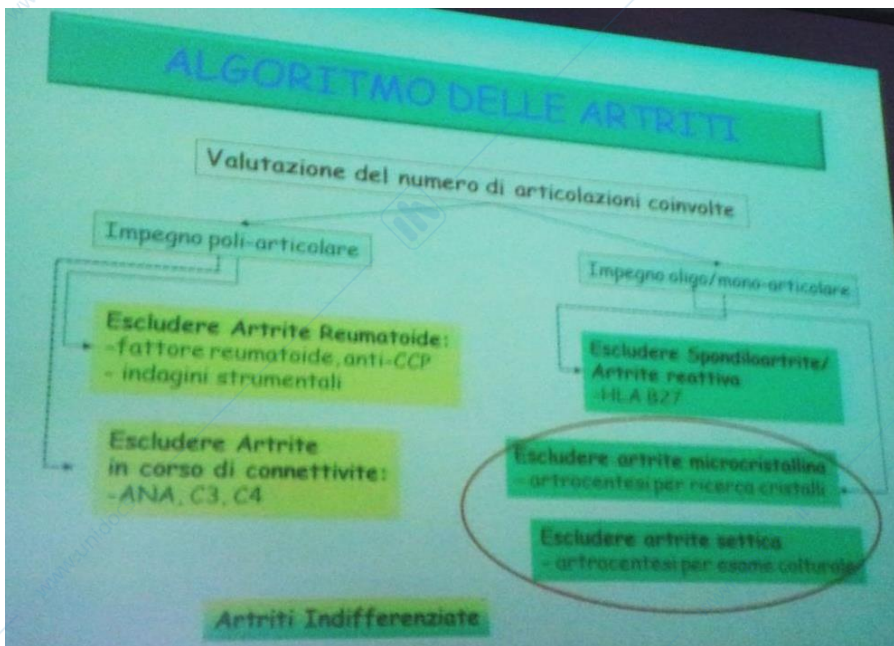 ALGORITMO DELLE ARTRITI
Valutazione del numero di articolazioni coinvolte
Impegno poli-articolare
Impegno oligo/mono-articolare
Escludere Artrite Reumatoide:
-fattore reumatoide, anti-CCP
- indagini strumentali
Escludere Artrite
in corso di connettivite:
-ANA, C3, C4
Escludere Spondiloartrite/
Artrite reattiva
-HLA B27
Escludere artrite microcristallina
- artrocentesi per ricerca cristalli
Escludere artrite settica
- artrocentesi per esame colturale
Artriti Indifferenziate